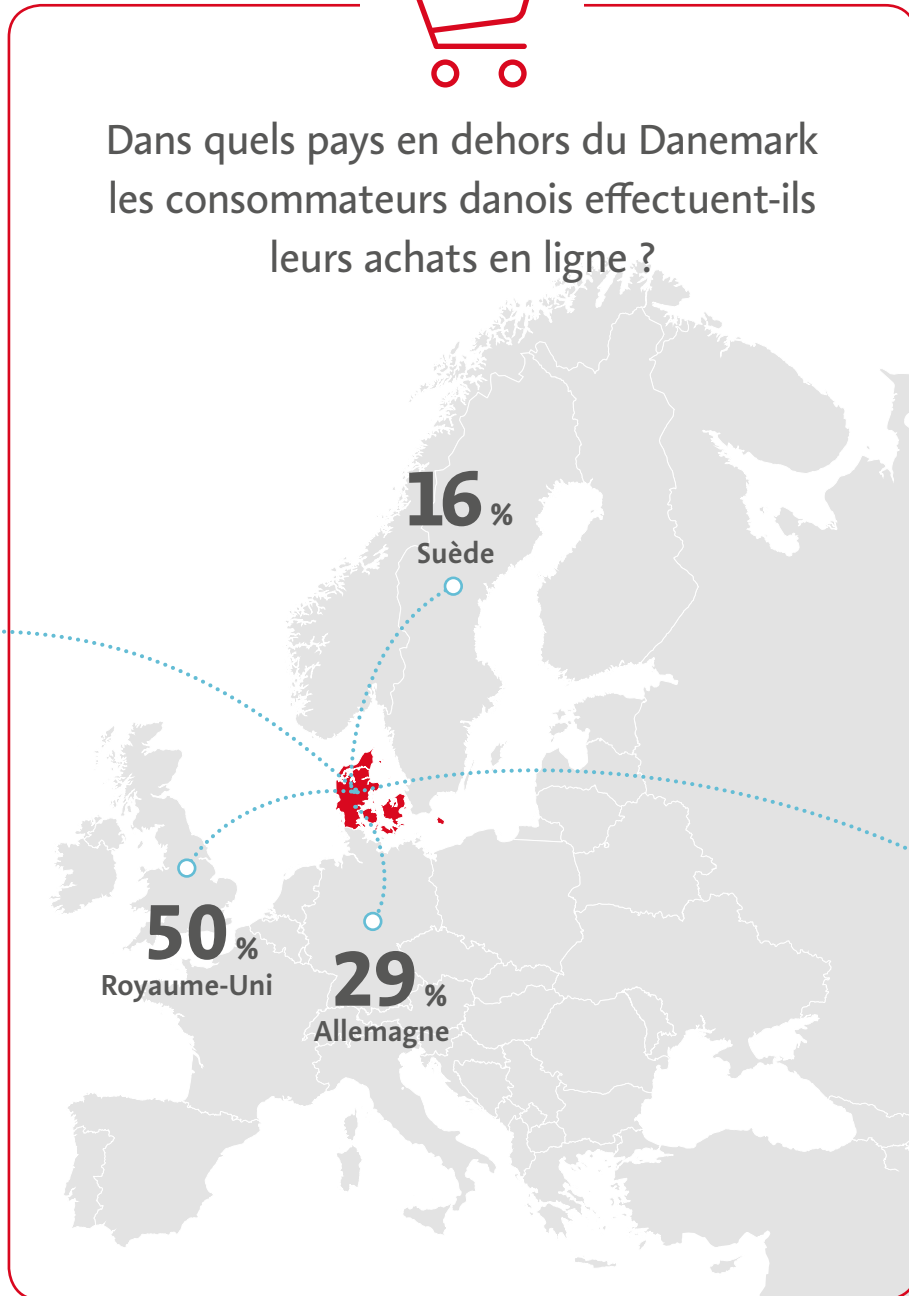 Dans quels pays en dehors du Danemark
les consommateurs danois effectuent-ils
leurs achats en ligne ?
16 %
Suède
50 %
Royaume-Uni
29 %
Allemagne